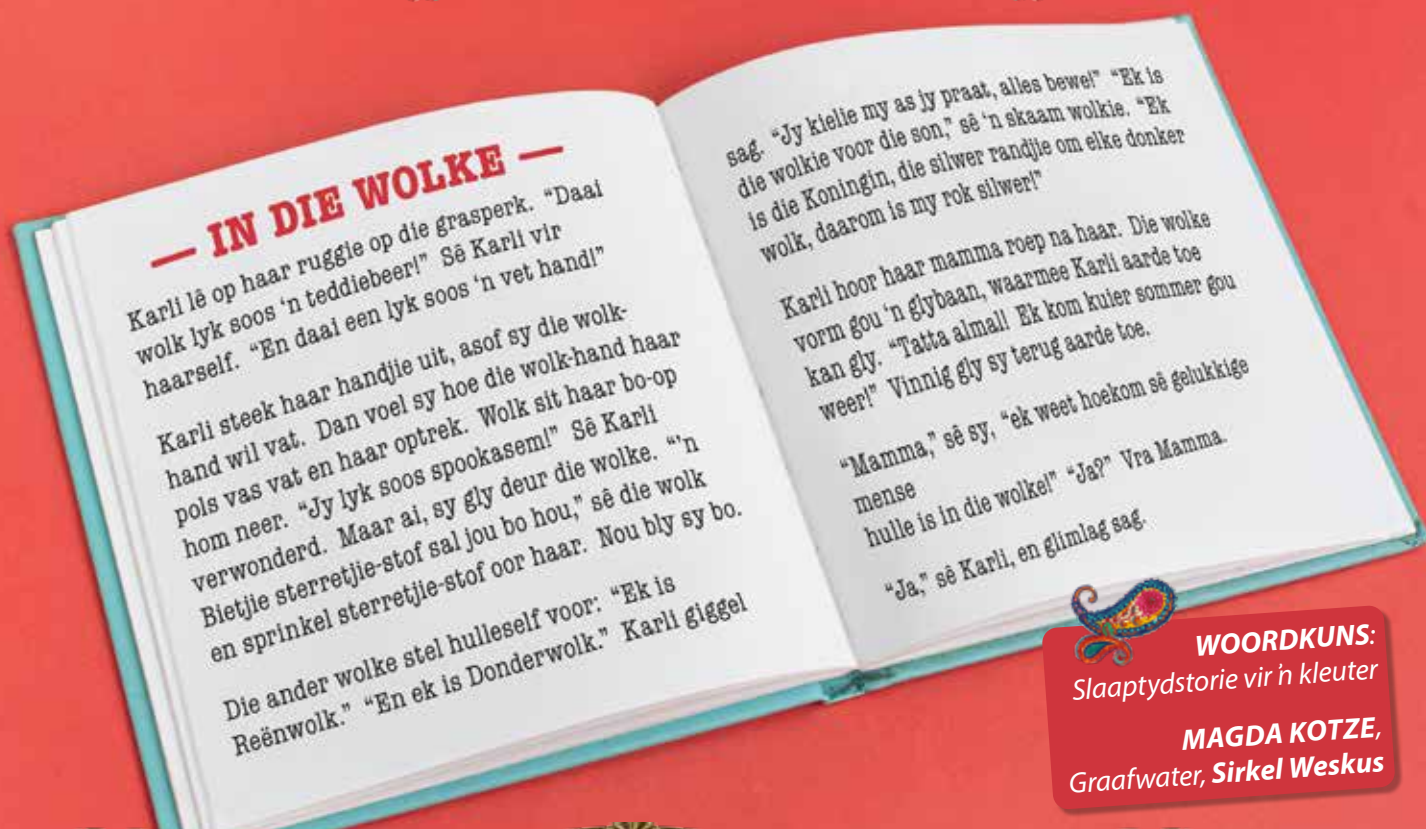 — IN DIE WOLKE —
Karli lê op haar ruggie op die grasperk. “Daai
wolk lyk soos ’n teddiebeer!” Sê Karli vir
haarself. “En daai een lyk soos ’n vet hand!”
Karli steek haar handjie uit, asof sy die wolk-
hand wil vat. Dan voel sy hoe die wolk-hand haar
pols vas vat en haar optrek. Wolk sit haar bo-op
hom neer. “Jy lyk soos spookasem!” Sê Karli
verwonderd. Maar ai, sy gly deur die wolke. “’n
Bietjie sterretjie-stof sal jou bo hou,” sê die wolk
en sprinkel sterretjie-stof oor haar. Nou bly sy bo.
Die ander wolke stel hulleself voor: “Ek is
Reënwolk.” “En ek is Donderwolk.” Karli giggel
sag. “Jy kielie my as jy praat, alles bewe!” “Ek is
die wolkie voor die son,” sê ’n skaam wolkie. “Ek
is die Koningin, die silwer randjie om elke donker
wolk, daarom is my rok silwer!”
Karli hoor haar mamma roep na haar. Die wolke
vorm gou ’n glybaan, waarmee Karli aarde toe
kan gly. “Tatta almal! Ek kom kuier sommer gou
weer!” Vinnig gly sy terug aarde toe.
“Mamma,” sê sy, “ek weet hoekom sê gelukkige
mense
hulle is in die wolke!” “Ja?” Vra Mamma.
“Ja,” sê Karli, en glimlag sag.
WOORDKUNS:
Slaaptydstorie vir ’n kleuter
MAGDA KOTZE,
Graafwater, Sirkel Weskus